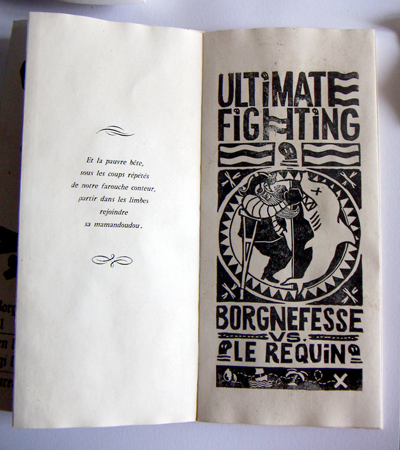 Et la pauvre bête,
sous les coups répétés
de notre farouche conteur,
partir dans les limbes
rejoindre
sa mamandoudou.
ULTIMATE
FIGHTING
BORGNEFESSE
VS.
LE REQUIN